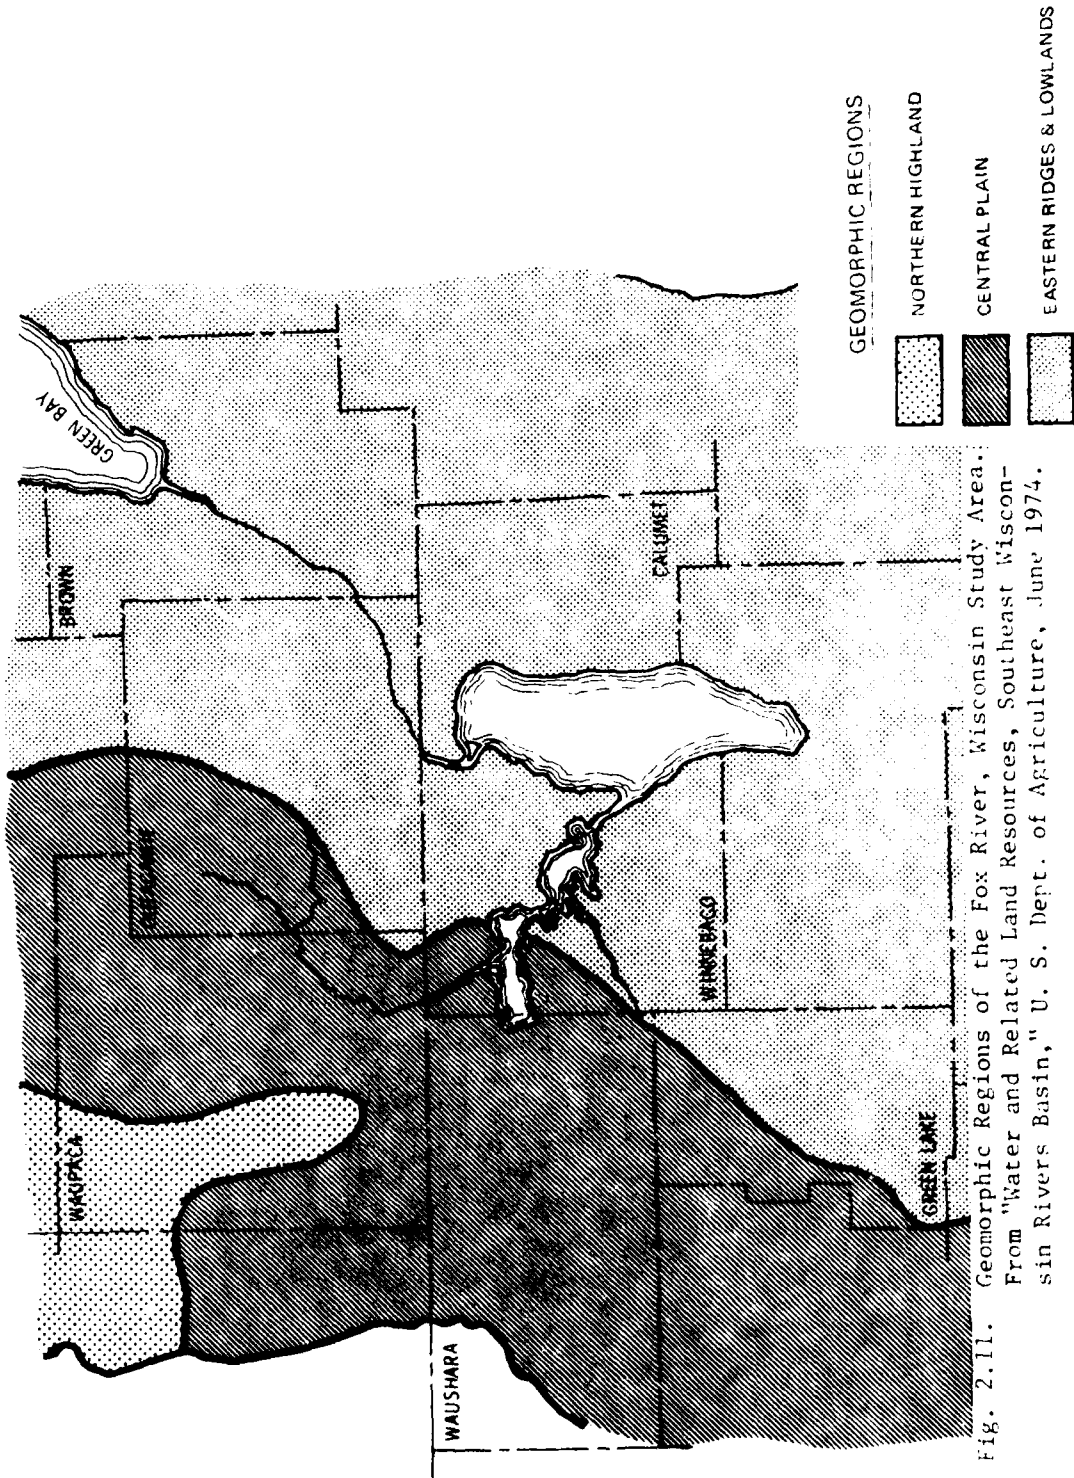 GREEN BAY
BROWN
OUTAGAMIE
WAUPACA
CALUMET
WINNEBAGO
WAUSHARA
GREEN LAKE
GEOMORPHIC REGIONS
NORTHERN HIGHLAND
CENTRAL PLAIN
EASTERN RIDGES & LOWLANDS
Fig. 2.11. Geomorphic Regions of the Fox River, Wisconsin Study Area.
From "Water and Related Land Resources, Southeast Wiscon-
sin Rivers Basin," U. S. Dept. of Agriculture, June 1974.